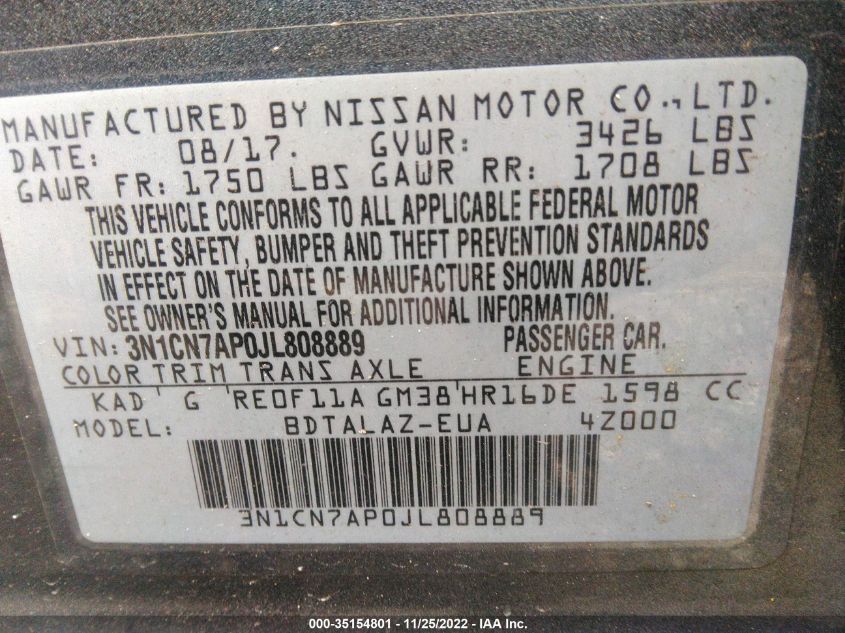 MANUFACTURED BY NISSAN MOTOR CO., LTD.
DATE: 08/17. GVWR: 3426 LBS
GAWR FR: 1750 LBS GAWR RR: 1708 LBS
THIS VEHICLE CONFORMS TO ALL APPLICABLE FEDERAL MOTOR
VEHICLE SAFETY, BUMPER AND THEFT PREVENTION STANDARDS
IN EFFECT ON THE DATE OF MANUFACTURE SHOWN ABOVE.
SEE OWNER'S MANUAL FOR ADDITIONAL INFORMATION.
VIN: 3N1CN7AP0JL808889 PASSENGER CAR.
COLOR TRIM TRANS AXLE ENGINE
KAD G RE0F11A GM38 HR16DE 1598 CC
MODEL: BDTALAZ-EUA 4Z000
3N1CN7AP0JL808889
000-35154801 - 11/25/2022 - IAA Inc.